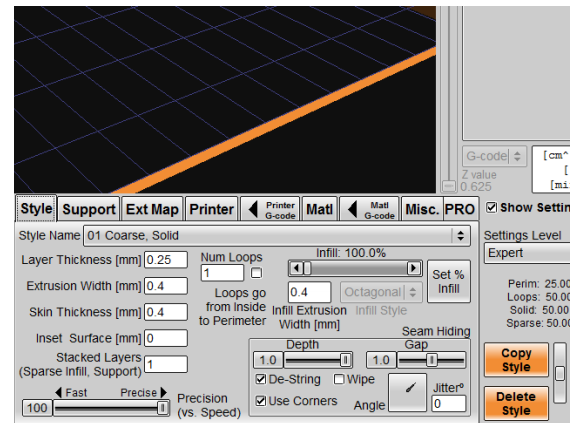 G-code
[cm^
[
Z value
0.625
[mi
Style Support Ext Map Printer Printer G-code Matl Matl G-code Misc. PRO
Show Settin
Style Name 01 Coarse, Solid
Settings Level
Expert
Layer Thickness [mm] 0.25
Num Loops
1
Infill: 100.0%
Set % Infill
Extrusion Width [mm] 0.4
Loops go from Inside to Perimeter
0.4
Octagonal
Infill Extrusion Width [mm]
Infill Style
Skin Thickness [mm] 0.4
Perim: 25.00
Loops: 50.00
Solid: 50.00
Sparse: 50.00
Inset Surface [mm] 0
Seam Hiding
Depth
Gap
1.0
1.0
Stacked Layers
(Sparse Infill, Support) 1
De-String
Wipe
Use Corners
Angle
Jitterº
0
Fast
Precise
100
Precision
(vs. Speed)
Copy
Style
Delete
Style